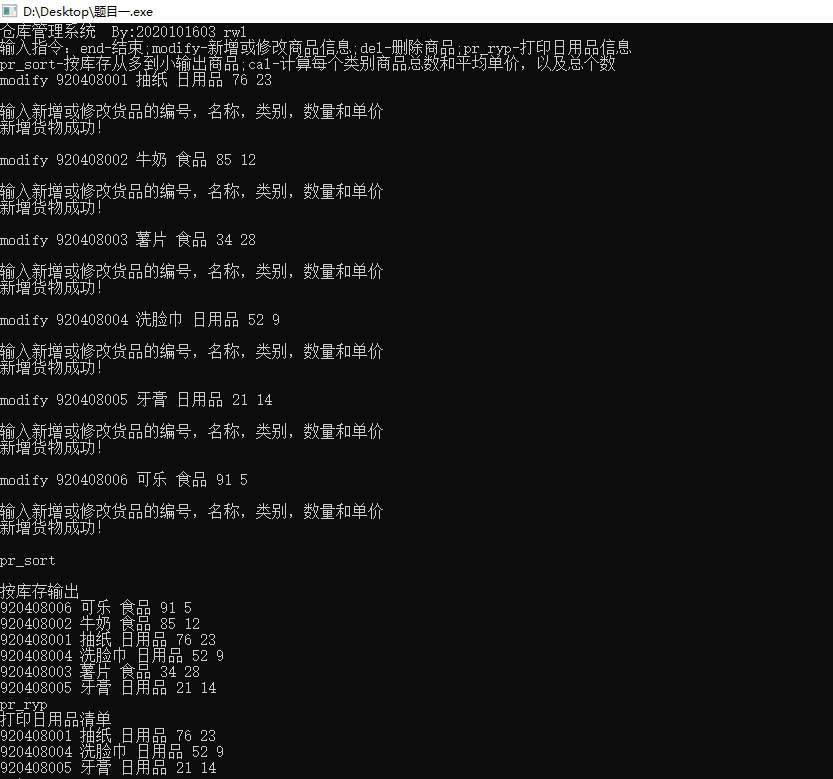 D:\Desktop\题目一.exe
仓库管理系统  By:2020101603 rwl
输入指令：end-结束;modify-新增或修改商品信息;del-删除商品;pr_ryp-打印日用品信息
pr_sort-按库存从多到小输出商品;cal-计算每个类别商品总数和平均单价，以及总个数
modify 920408001 抽纸 日用品 76 23
输入新增或修改货品的编号，名称，类别，数量和单价
新增货物成功！
modify 920408002 牛奶 食品 85 12
输入新增或修改货品的编号，名称，类别，数量和单价
新增货物成功！
modify 920408003 薯片 食品 34 28
输入新增或修改货品的编号，名称，类别，数量和单价
新增货物成功！
modify 920408004 洗脸巾 日用品 52 9
输入新增或修改货品的编号，名称，类别，数量和单价
新增货物成功！
modify 920408005 牙膏 日用品 21 14
输入新增或修改货品的编号，名称，类别，数量和单价
新增货物成功！
modify 920408006 可乐 食品 91 5
输入新增或修改货品的编号，名称，类别，数量和单价
新增货物成功！
pr_sort
按库存输出
920408006 可乐 食品 91 5
920408002 牛奶 食品 85 12
920408001 抽纸 日用品 76 23
920408004 洗脸巾 日用品 52 9
920408003 薯片 食品 34 28
920408005 牙膏 日用品 21 14
pr_ryp
打印日用品清单
920408001 抽纸 日用品 76 23
920408004 洗脸巾 日用品 52 9
920408005 牙膏 日用品 21 14